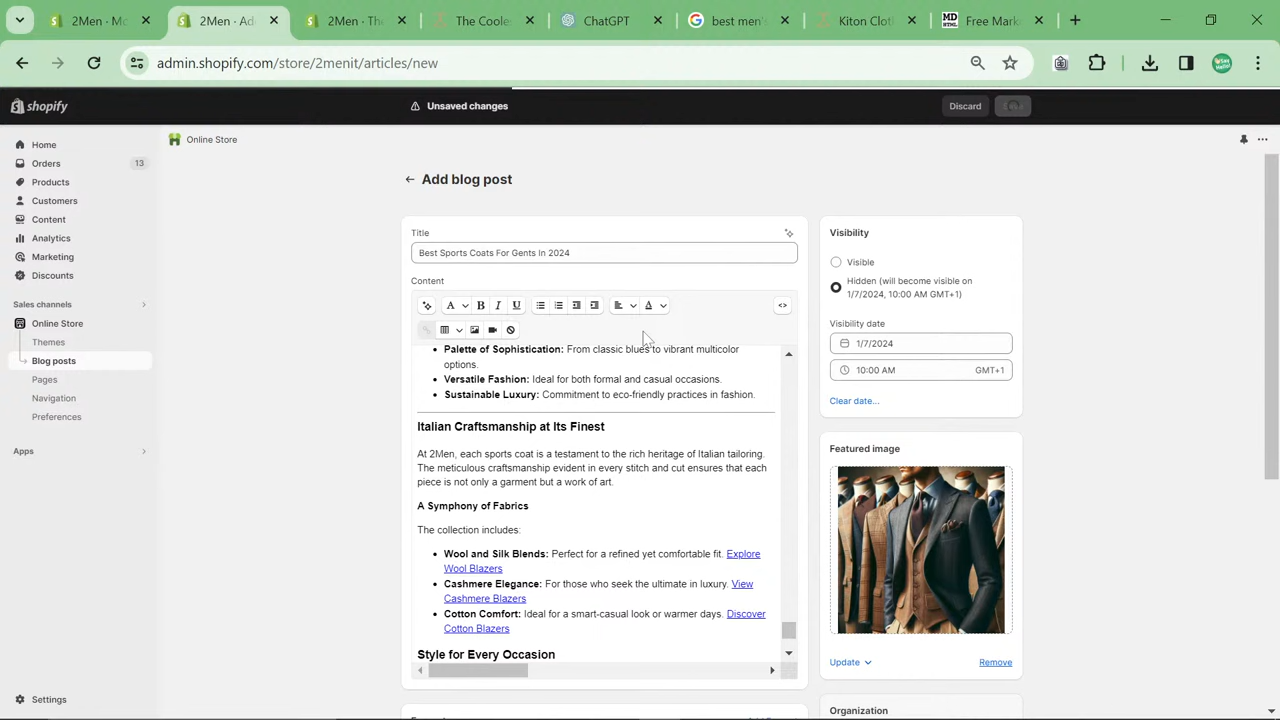 2Men · Mo
2Men · Ad
2Men · The
The Cooles
ChatGPT
best men's
Kiton Cloth
MD HTML
Free Marke
admin.shopify.com/store/2menit/articles/new
shopify
Unsaved changes
Discard
Home
Orders 13
Products
Customers
Content
Analytics
Marketing
Discounts
Sales channels
Online Store
Themes
Blog posts
Pages
Navigation
Preferences
Apps
Settings
Online Store
Add blog post
Title
Best Sports Coats For Gents In 2024
Content
A B I U A
<>
Palette of Sophistication: From classic blues to vibrant multicolor
options.
Versatile Fashion: Ideal for both formal and casual occasions.
Sustainable Luxury: Commitment to eco-friendly practices in fashion.
Italian Craftsmanship at Its Finest
At 2Men, each sports coat is a testament to the rich heritage of Italian tailoring.
The meticulous craftsmanship evident in every stitch and cut ensures that each
piece is not only a garment but a work of art.
A Symphony of Fabrics
The collection includes:
Wool and Silk Blends: Perfect for a refined yet comfortable fit. Explore
Wool Blazers
Cashmere Elegance: For those who seek the ultimate in luxury. View
Cashmere Blazers
Cotton Comfort: Ideal for a smart-casual look or warmer days. Discover
Cotton Blazers
Style for Every Occasion
Visibility
Visible
Hidden (will become visible on
1/7/2024, 10:00 AM GMT+1)
Visibility date
1/7/2024
10:00 AM GMT+1
Clear date...
Featured image
Update
Remove
Organization